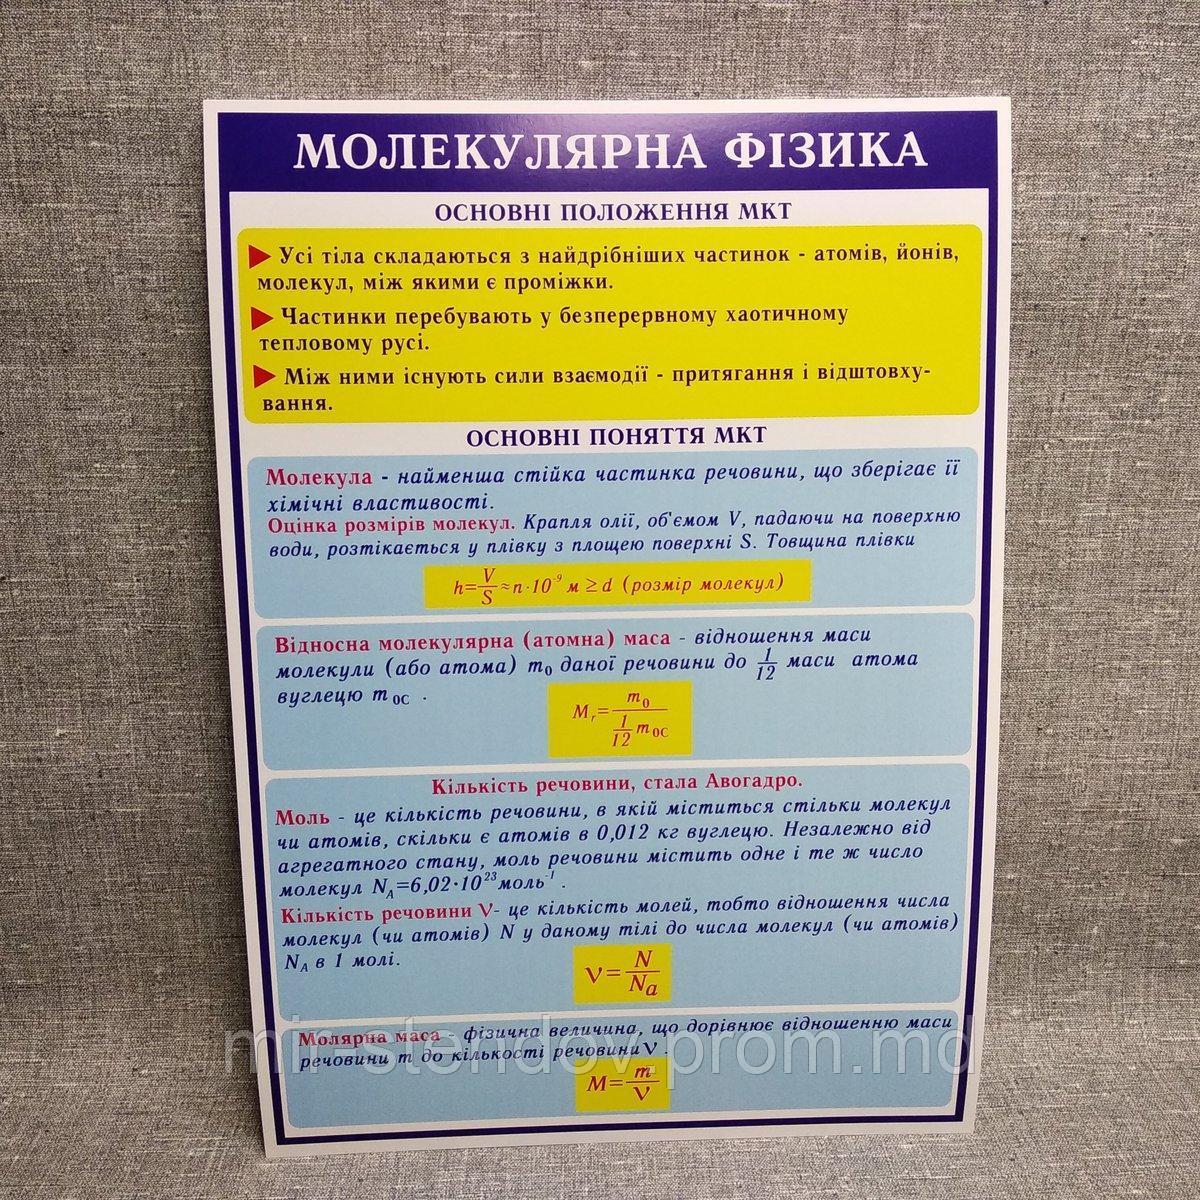 МОЛЕКУЛЯРНА ФІЗИКА
ОСНОВНІ ПОЛОЖЕННЯ МКТ
Усі тіла складаються з найдрібніших частинок - атомів, йонів,
молекул, між якими є проміжки.
Частинки перебувають у безперервному хаотичному
тепловому русі.
Між ними існують сили взаємодії - притягання і відштовху-
вання.
ОСНОВНІ ПОНЯТТЯ МКТ
Молекула - найменша стійка частинка речовини, що зберігає її
хімічні властивості.
Оцінка розмірів молекул. Крапля олії, об'ємом V, падаючи на поверхню
води, розтікається у плівку з площею поверхні S. Товщина плівки
h=V/S≈n·10⁻⁹ м ≥ d (розмір молекул)
Відносна молекулярна (атомна) маса - відношення маси
молекули (або атома) m₀ даної речовини до 1/12 маси атома
вуглецю m₀C .
Mr= m₀ / 1/12 m₀C
Кількість речовини, стала Авогадро.
Моль - це кількість речовини, в якій міститься стільки молекул
чи атомів, скільки є атомів в 0,012 кг вуглецю. Незалежно від
агрегатного стану, моль речовини містить одне і те ж число
молекул NA=6,02·10²³моль⁻¹ .
Кількість речовини ν- це кількість молей, тобто відношення числа
молекул (чи атомів) N у даному тілі до числа молекул (чи атомів)
NA в 1 молі.
ν= N/Na
Молярна маса - фізична величина, що дорівнює відношенню маси
речовини m до кількості речовини ν .
M= m/ν
mir-stendov.prom.md